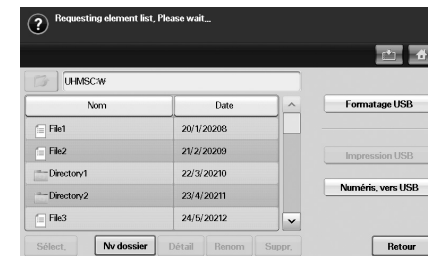 Requesting element list, Please wait...
UHMSC:W
Nom Date
File1 20/1/20208
File2 21/2/20209
Directory1 22/3/20210
Directory2 23/4/20211
File3 24/5/20212
Formatage USB
Impression USB
Numéris, vers USB
Sélect. Nv dossier Détail Renom Suppr. Retour